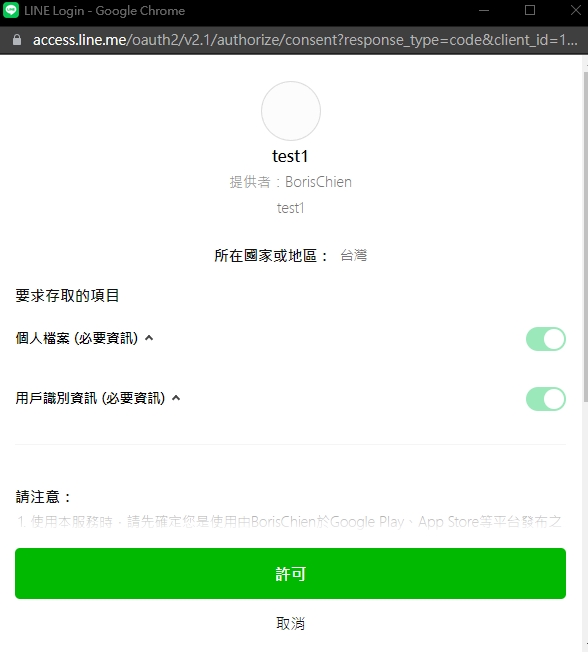 LINE Login - Google Chrome
access.line.me/oauth2/v2.1/authorize/consent?response_type=code&client_id=1...
test1
提供者：BorisChien
test1
所在國家或地區： 台灣
要求存取的項目
個人檔案 (必要資訊)
用戶識別資訊 (必要資訊)
請注意：
1. 使用本服務時，請先確定您是使用由BorisChien於Google Play、App Store等平台發布之
許可
取消